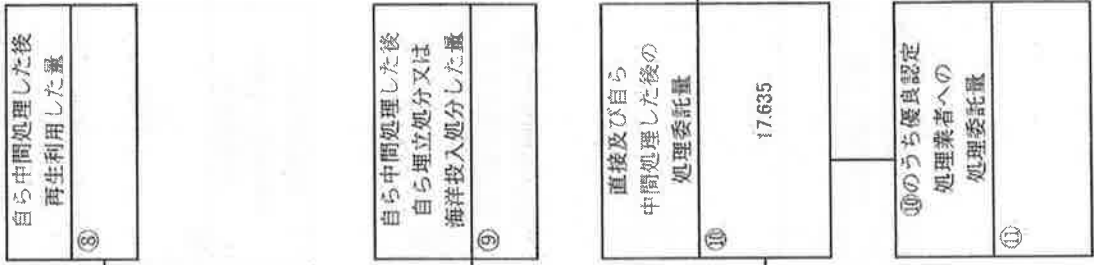 自ら中間処理した後
再生利用した量
⑧
自ら中間処理した後
自ら埋立処分又は
海洋投入処分した量
⑨
直接及び自ら
中間処理した後の
処理委託量
⑩
17.635
⑩のうち優良認定
処理業者への
処理委託量
⑪